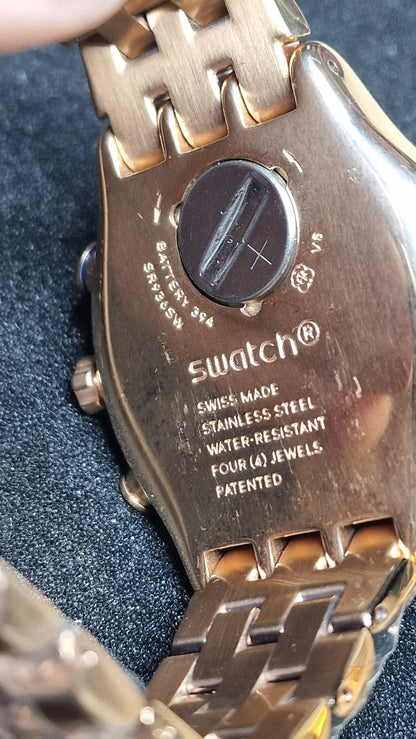 BATTERY 394
SR936SW
V8
swatch®
SWISS MADE
STAINLESS STEEL
WATER-RESISTANT
FOUR (4) JEWELS
PATENTED